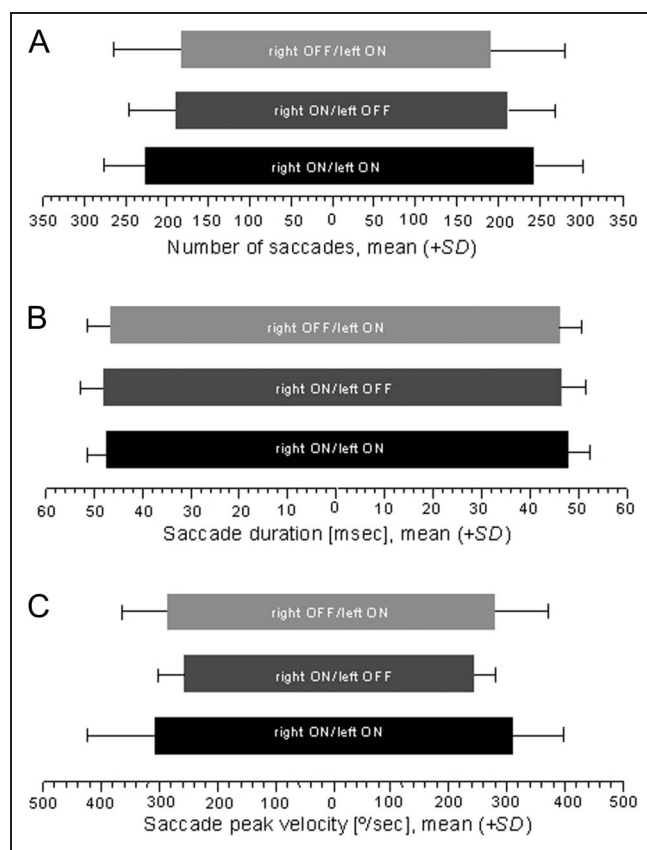 A
right OFF/left ON
right ON/left OFF
right ON/left ON
350 300 250 200 150 100 50 0 50 100 150 200 250 300 350
Number of saccades, mean (+SD)
B
right OFF/left ON
right ON/left OFF
right ON/left ON
60 50 40 30 20 10 0 10 20 30 40 50 60
Saccade duration [msec], mean (+SD)
C
right OFF/left ON
right ON/left OFF
right ON/left ON
500 400 300 200 100 0 100 200 300 400 500
Saccade peak velocity [º/sec], mean (+SD)